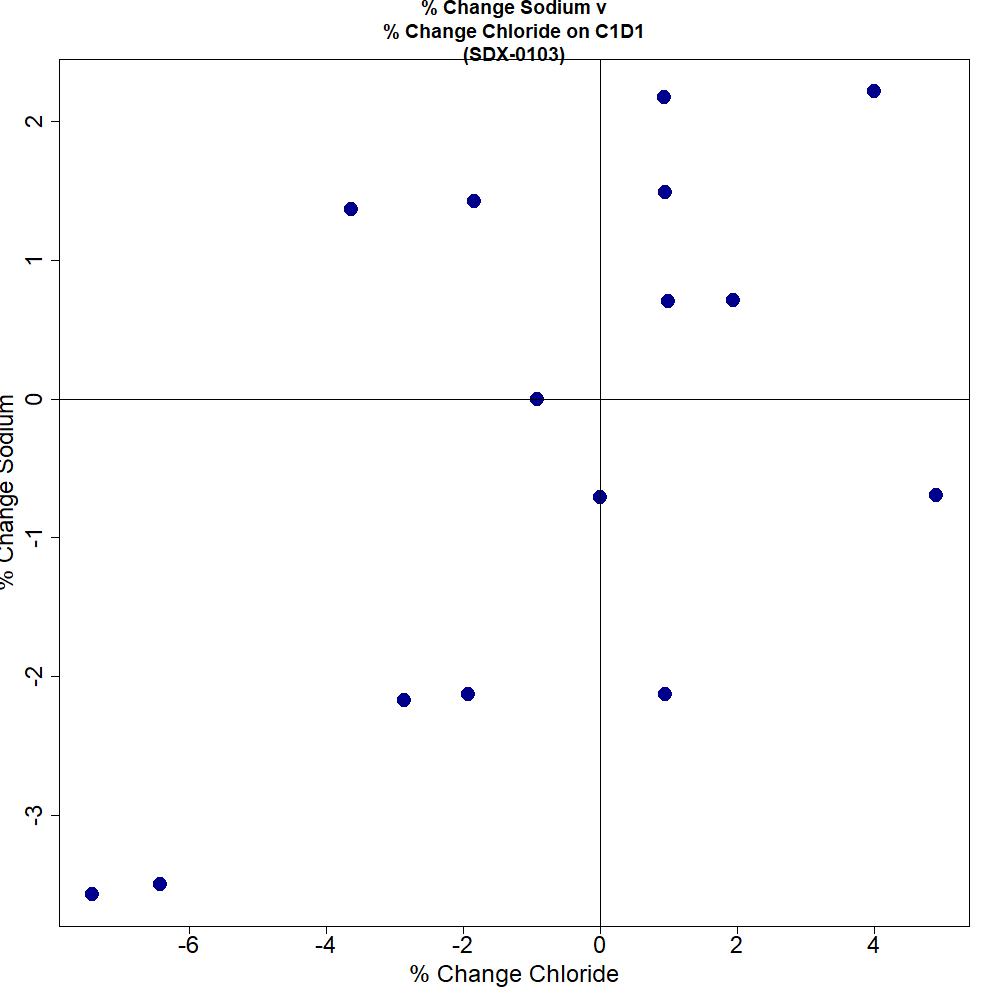 % Change Sodium v
% Change Chloride on C1D1
(SDX-0103)
2
1
0
-1
-2
-3
% Change Sodium
-6 -4 -2 0 2 4
% Change Chloride